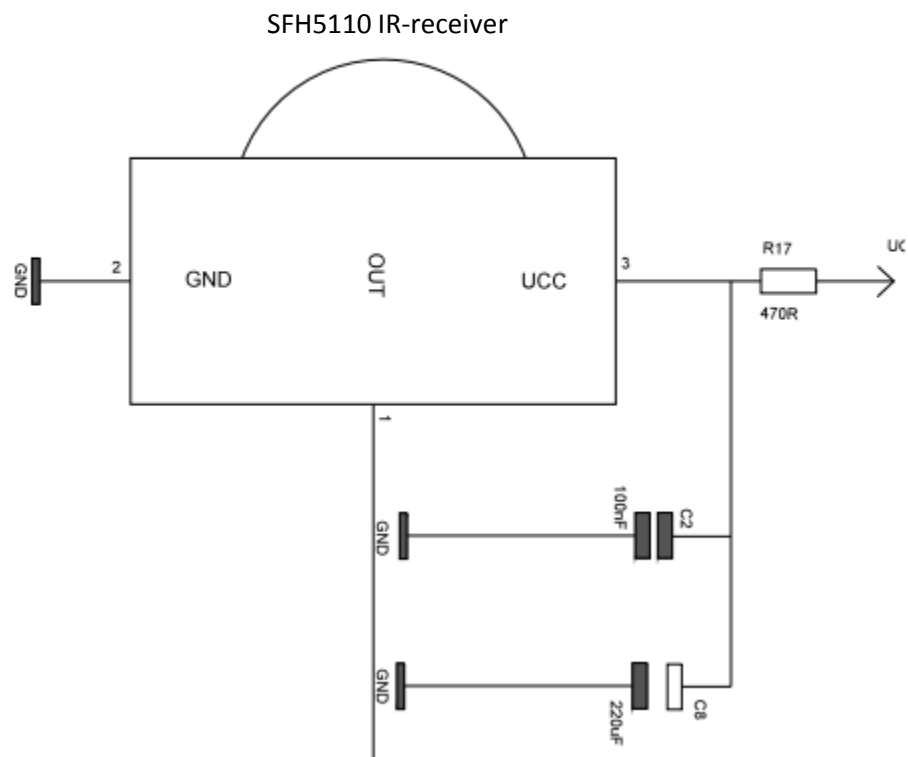 SFH5110 IR-receiver
GND
2
GND
OUT
UCC
3
R17
470R
1
GND
100nF
C2
GND
220uF
C8